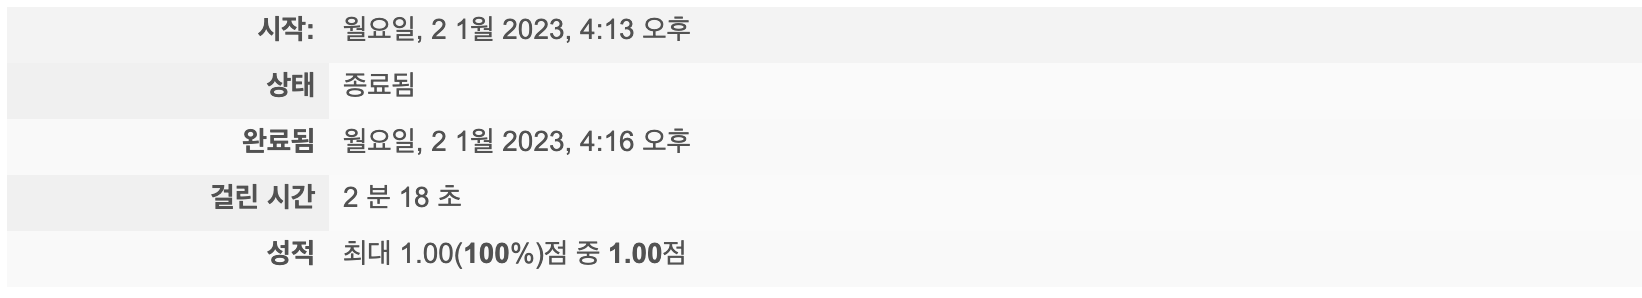 시작: 월요일, 2 1월 2023, 4:13 오후
상태 종료됨
완료됨 월요일, 2 1월 2023, 4:16 오후
걸린 시간 2 분 18 초
성적 최대 1.00(100%)점 중 1.00점